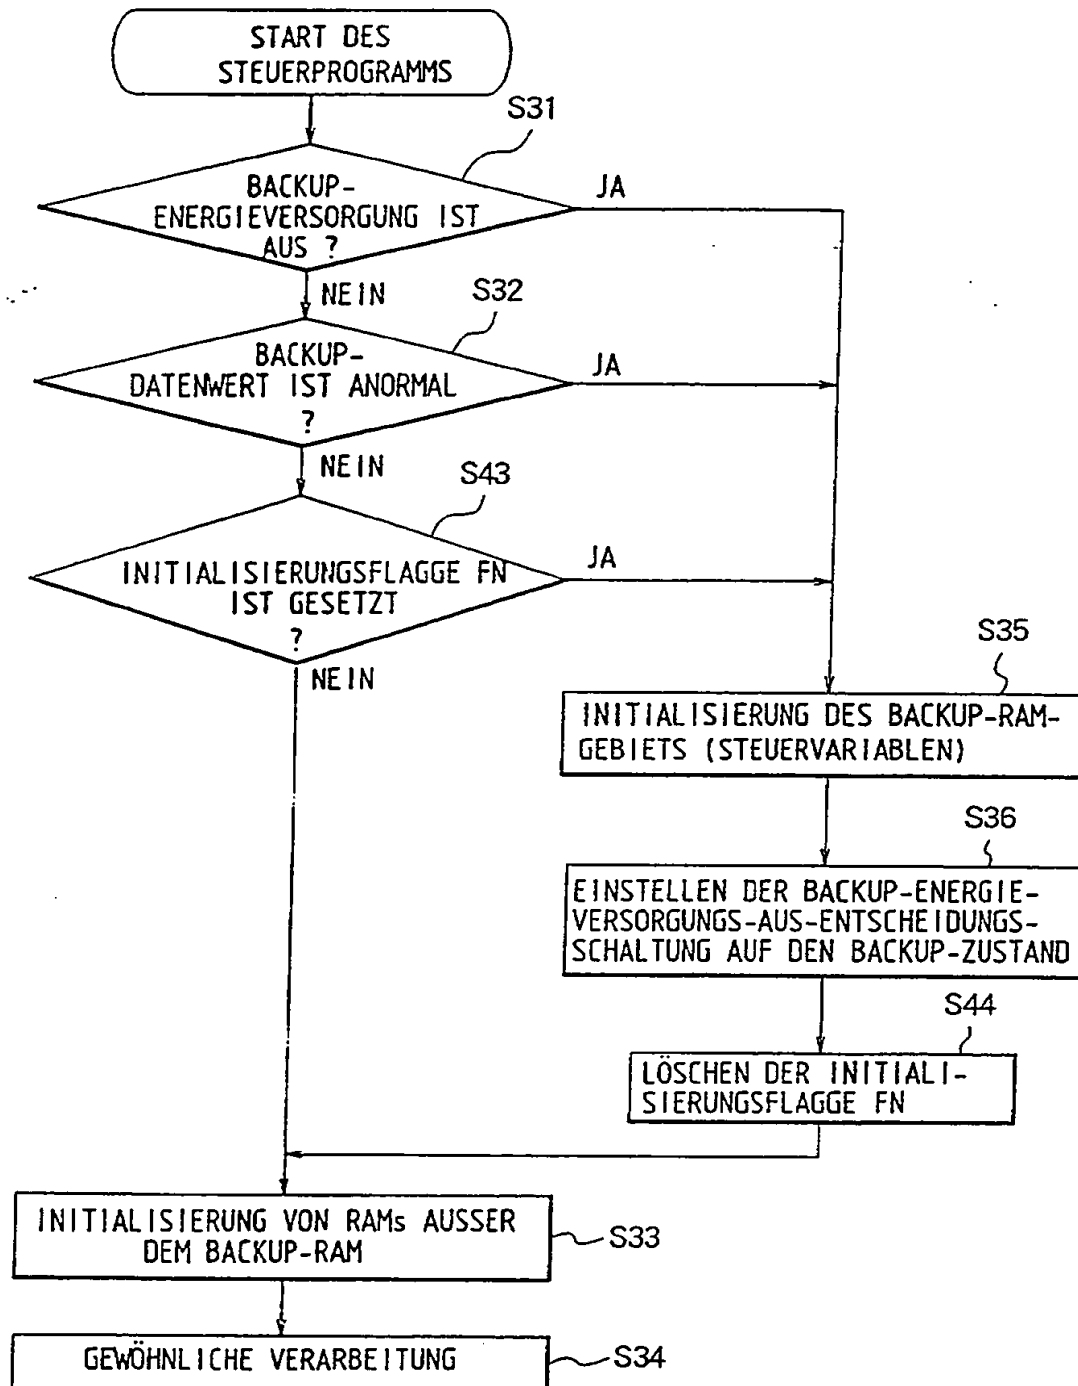 START DES
STEUERPROGRAMMS
S31
BACKUP-
ENERGIEVERSORGUNG IST
AUS ?
JA
NEIN
S32
BACKUP-
DATENWERT IST ANORMAL
?
JA
NEIN
S43
INITIALISIERUNGSFLAGGE FN
IST GESETZT
?
JA
NEIN
S35
INITIALISIERUNG DES BACKUP-RAM-
GEBIETS (STEUERVARIABLEN)
S36
EINSTELLEN DER BACKUP-ENERGIE-
VERSORGUNGS-AUS-ENTSCHEIDUNGS-
SCHALTUNG AUF DEN BACKUP-ZUSTAND
S44
LÖSCHEN DER INITIALI-
SIERUNGSFLAGGE FN
INITIALISIERUNG VON RAMs AUSSER
DEM BACKUP-RAM
S33
GEWÖHNLICHE VERARBEITUNG
S34